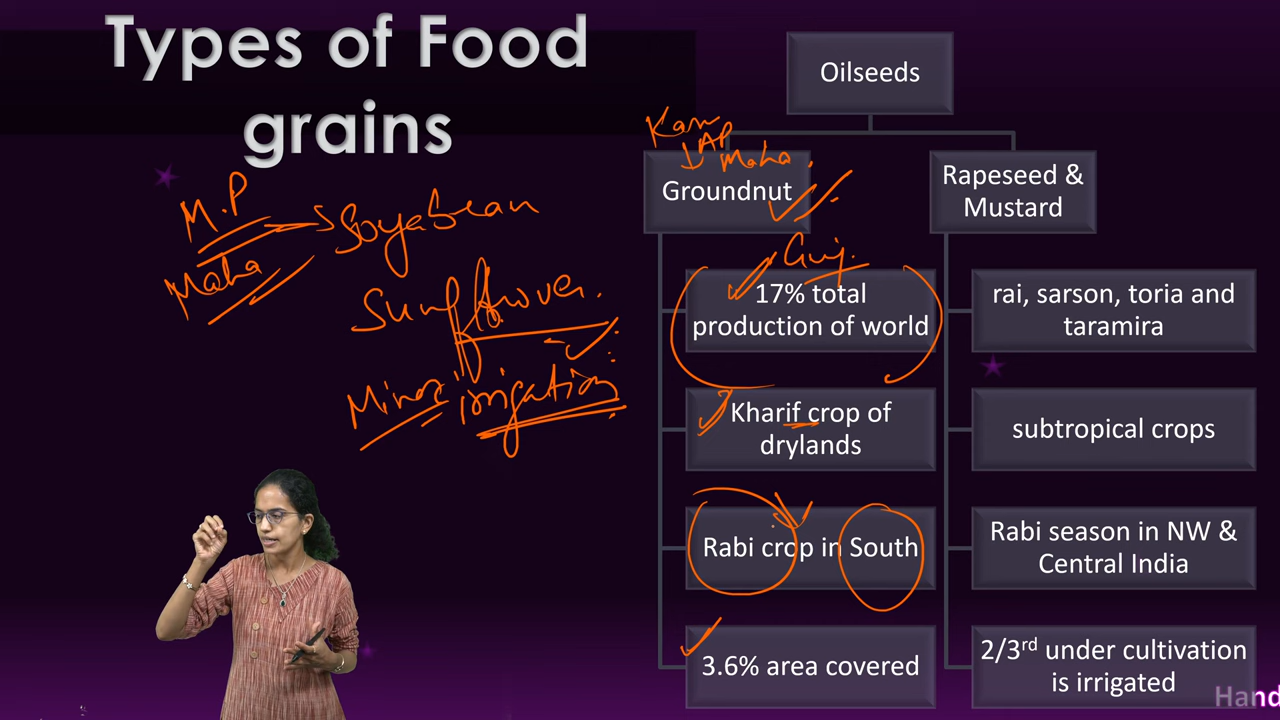 Types of Food
grains
Oilseeds
Karn
AP
Maha.
Groundnut
Guj.
17% total
production of world
Kharif crop of
drylands
Rabi crop in South
3.6% area covered
Rapeseed &
Mustard
rai, sarson, toria and
taramira
subtropical crops
Rabi season in NW &
Central India
2/3rd under cultivation
is irrigated
M.P
Maha
Soyabean
Sunflower.
Minor irrigation
Hand